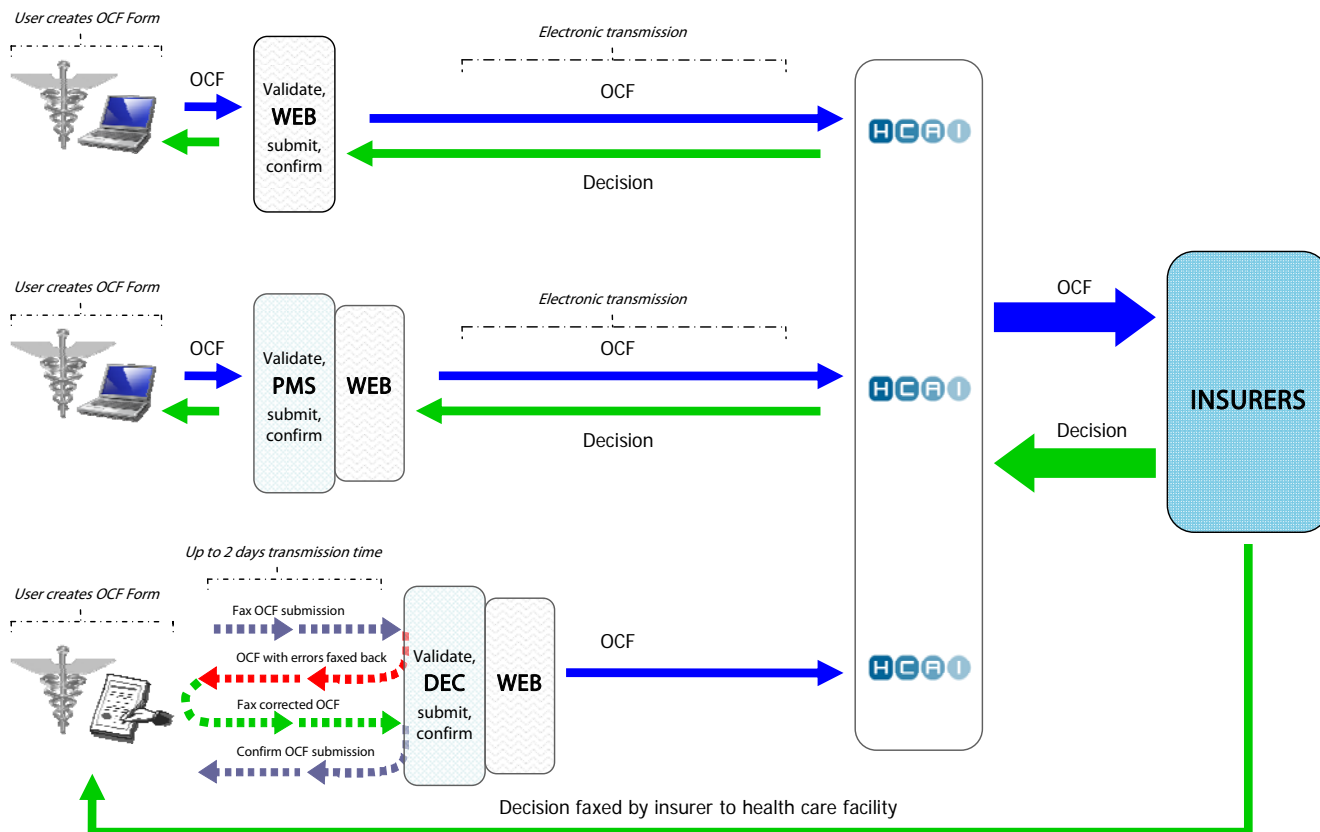 User creates OCF Form
Electronic transmission
OCF
OCF
Validate,
WEB
submit,
confirm
HCAI
Decision
User creates OCF Form
Electronic transmission
OCF
OCF
Validate,
PMS
submit,
confirm
WEB
HCAI
Decision
OCF
INSURERS
Decision
Up to 2 days transmission time
User creates OCF Form
Fax OCF submission
OCF with errors faxed back
Fax corrected OCF
Confirm OCF submission
Validate,
DEC
submit,
confirm
WEB
OCF
HCAI
Decision faxed by insurer to health care facility